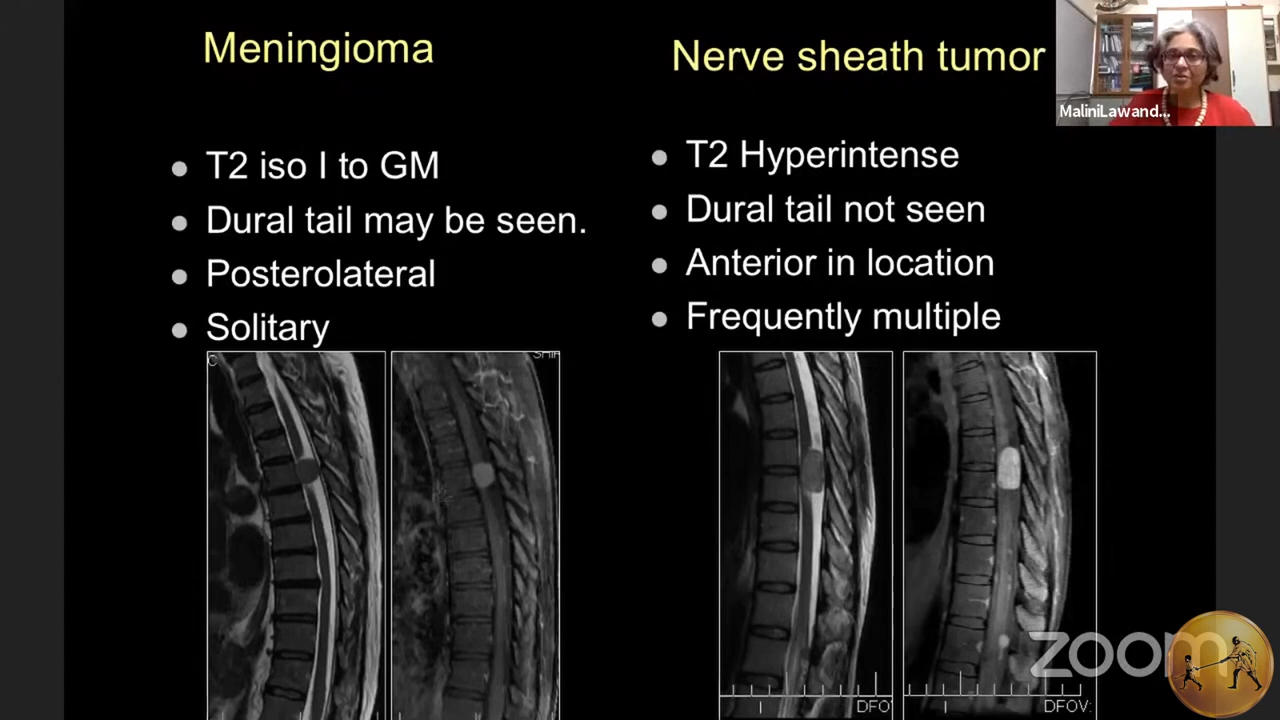 Meningioma
T2 iso I to GM
Dural tail may be seen.
Posterolateral
Solitary
Nerve sheath tumor
T2 Hyperintense
Dural tail not seen
Anterior in location
Frequently multiple
MaliniLawand...
C
DFO
DFOV:
zoom